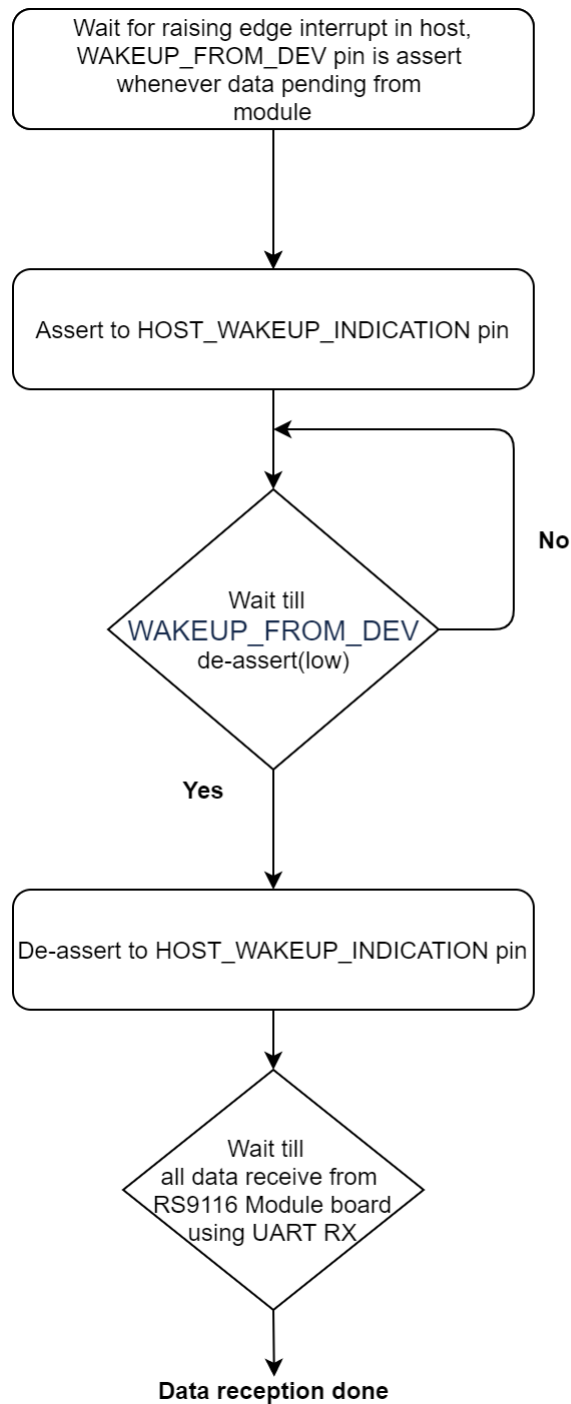 Wait for raising edge interrupt in host,
WAKEUP_FROM_DEV pin is assert
whenever data pending from
module
Assert to HOST_WAKEUP_INDICATION pin
No
Wait till
WAKEUP_FROM_DEV
de-assert(low)
Yes
De-assert to HOST_WAKEUP_INDICATION pin
Wait till
all data receive from
RS9116 Module board
using UART RX
Data reception done